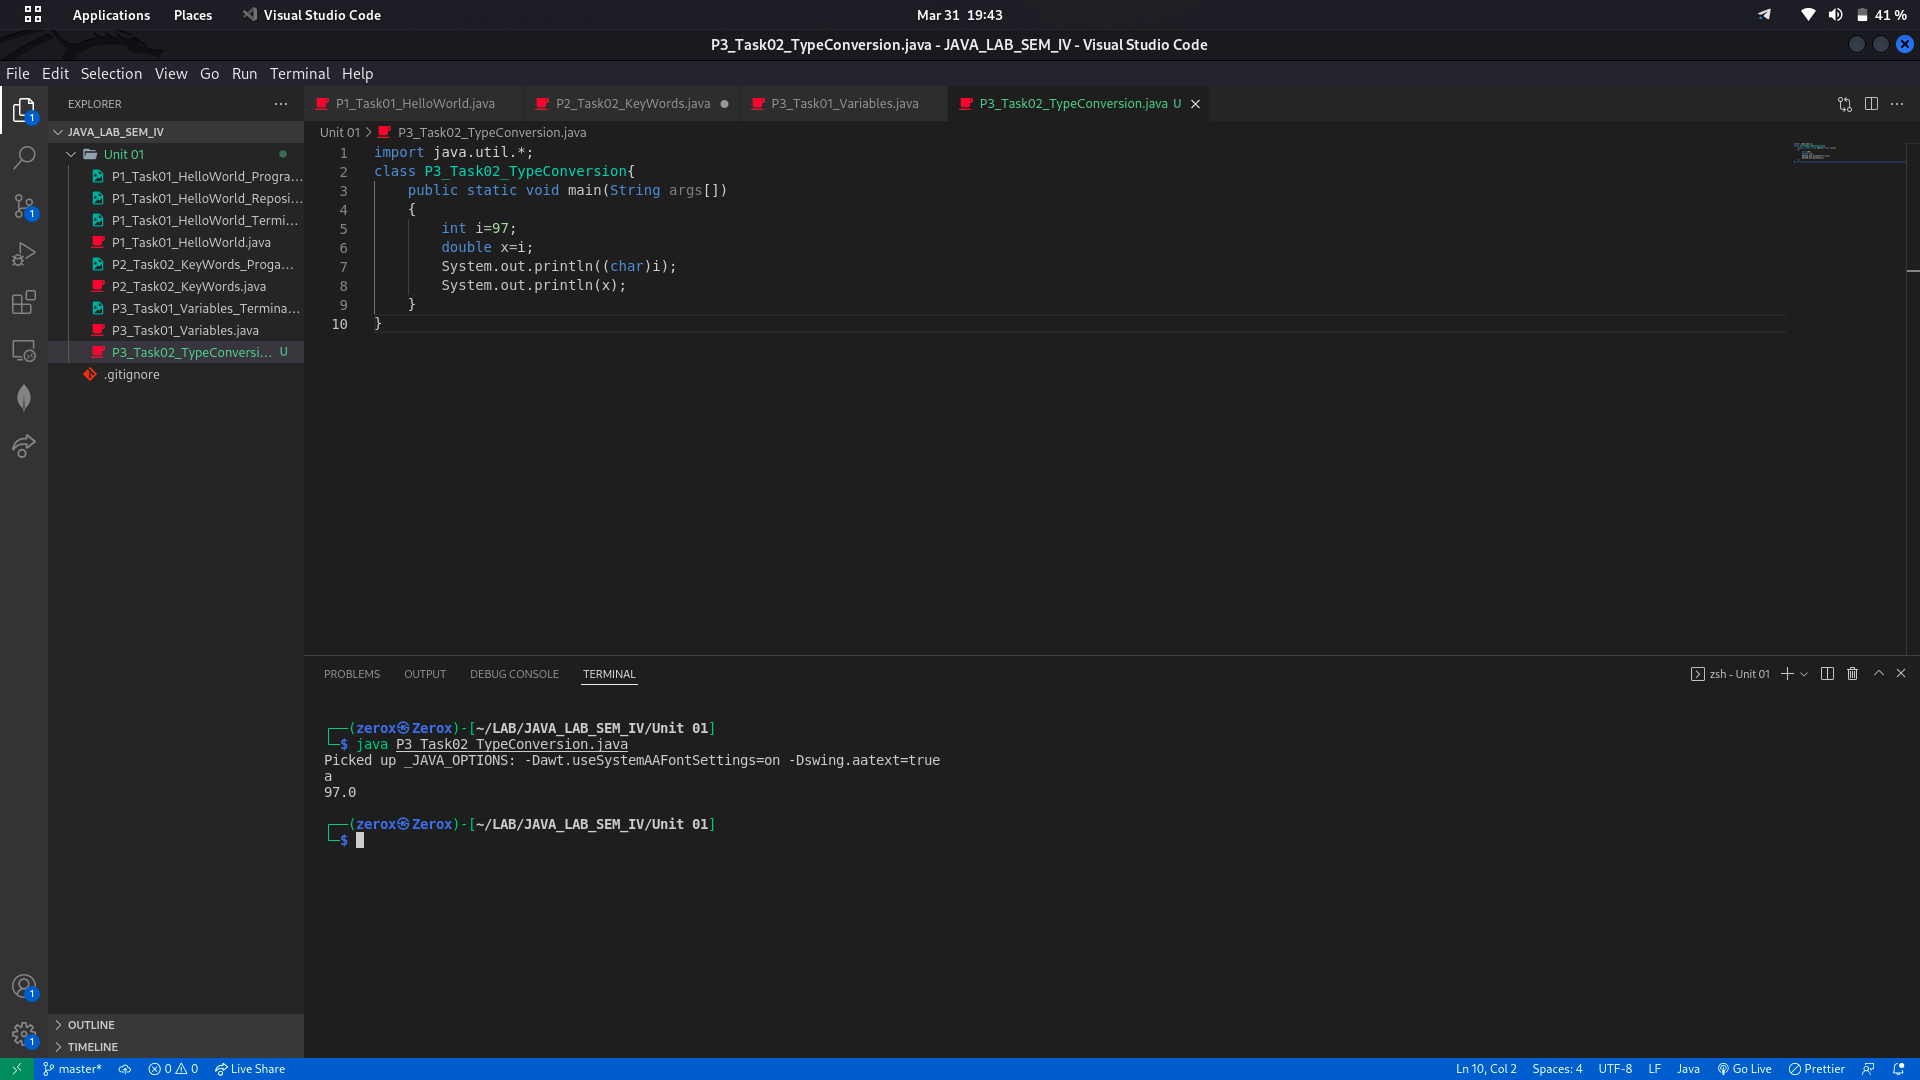 Applications Places Visual Studio Code Mar 31 19:43 41 %
P3_Task02_TypeConversion.java - JAVA_LAB_SEM_IV - Visual Studio Code
File Edit Selection View Go Run Terminal Help
EXPLORER
JAVA_LAB_SEM_IV
Unit 01
P1_Task01_HelloWorld_Progra...
P1_Task01_HelloWorld_Reposi...
P1_Task01_HelloWorld_Termi...
P1_Task01_HelloWorld.java
P2_Task02_KeyWords_Proga...
P2_Task02_KeyWords.java
P3_Task01_Variables_Termina...
P3_Task01_Variables.java
P3_Task02_TypeConversi... U
.gitignore
OUTLINE
TIMELINE
1
1
1
1
P1_Task01_HelloWorld.java P2_Task02_KeyWords.java P3_Task01_Variables.java P3_Task02_TypeConversion.java U
Unit 01 > P3_Task02_TypeConversion.java
1 import java.util.*;
2 class P3_Task02_TypeConversion{
3 public static void main(String args[])
4 {
5 int i=97;
6 double x=i;
7 System.out.println((char)i);
8 System.out.println(x);
9 }
10 }
PROBLEMS OUTPUT DEBUG CONSOLE TERMINAL zsh - Unit 01
┌──(zerox㉿Zerox)-[~/LAB/JAVA_LAB_SEM_IV/Unit 01]
└─$ java P3_Task02_TypeConversion.java
Picked up _JAVA_OPTIONS: -Dawt.useSystemAAFontSettings=on -Dswing.aatext=true
a
97.0
┌──(zerox㉿Zerox)-[~/LAB/JAVA_LAB_SEM_IV/Unit 01]
└─$
master* 0 0 Live Share Ln 10, Col 2 Spaces: 4 UTF-8 LF Java Go Live Prettier